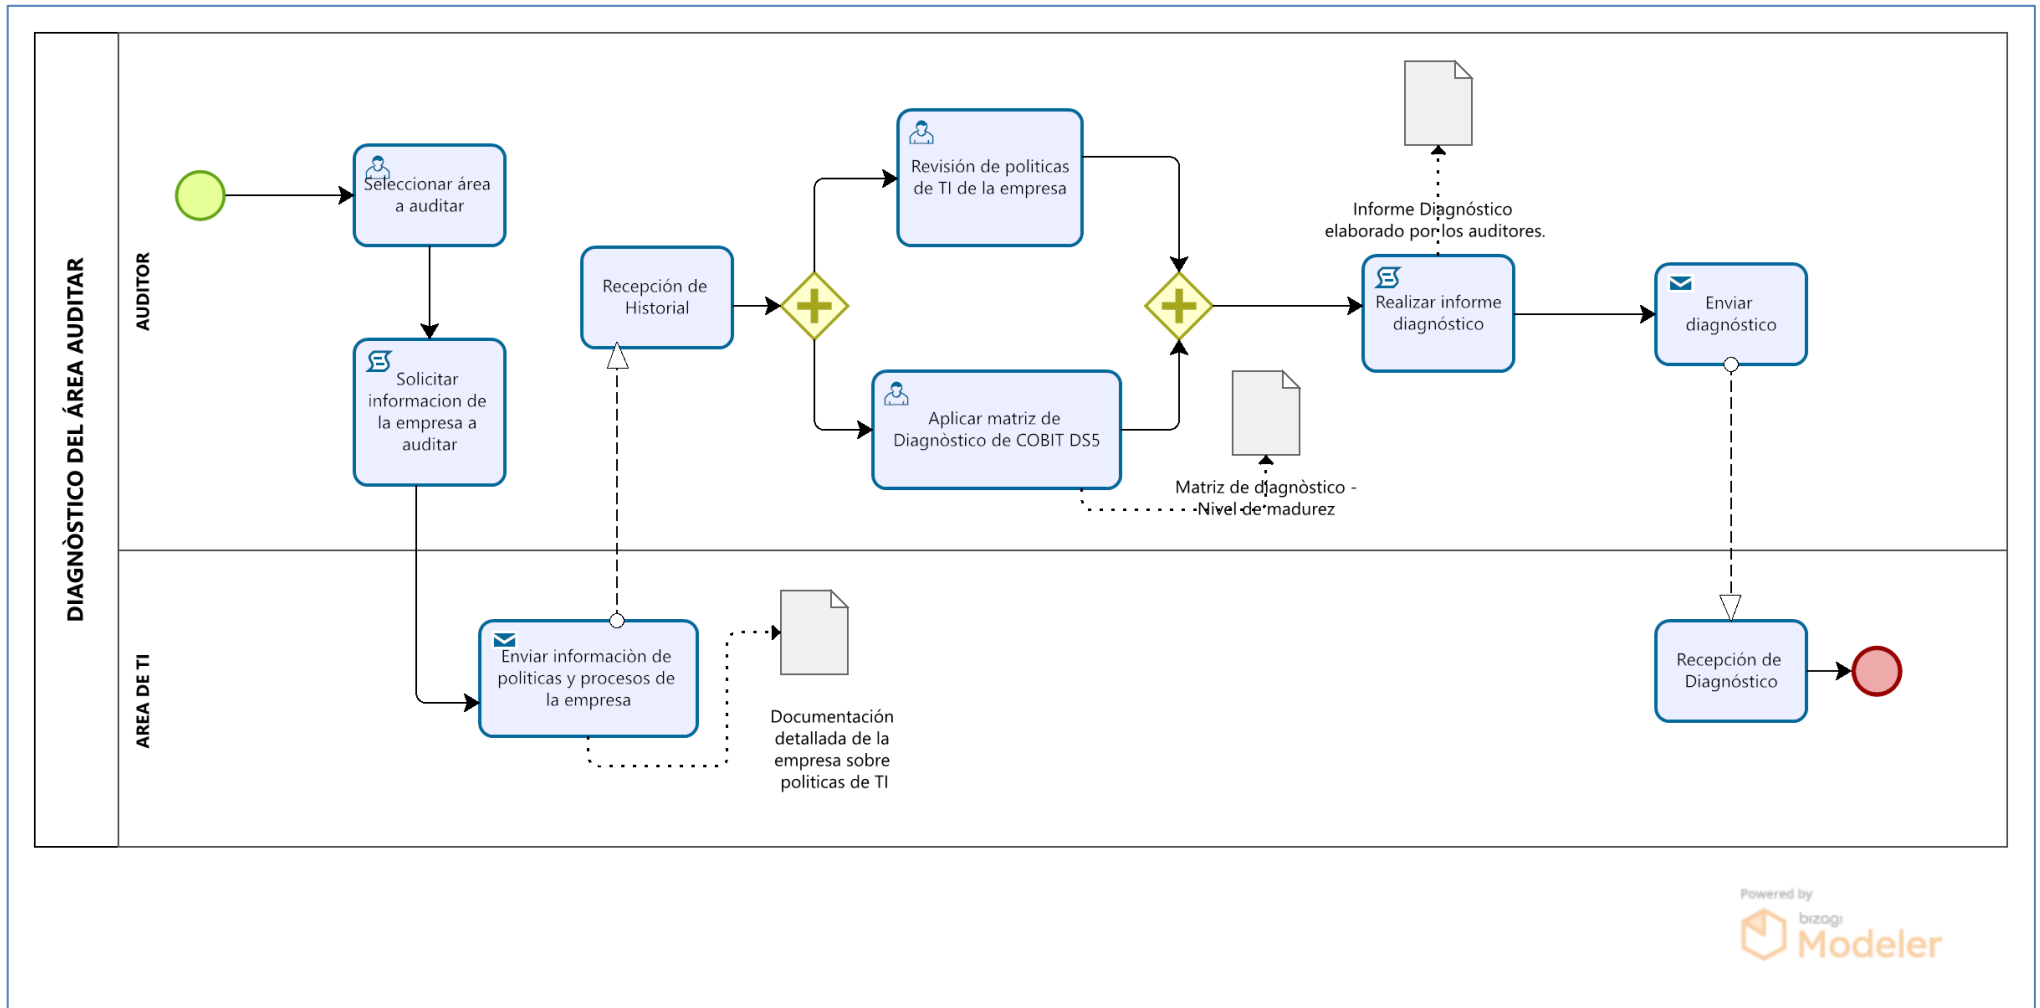 DIAGNÒSTICO DEL ÁREA AUDITAR
AUDITOR
Seleccionar área
a auditar
Solicitar
informacion de
la empresa a
auditar
Recepción de
Historial
Revisión de politicas
de TI de la empresa
Aplicar matriz de
Diagnòstico de COBIT DS5
Matriz de dagnòstico -
Nivel de madurez
Informe Diagnóstico
elaborado por los auditores.
Realizar informe
diagnóstico
Enviar
diagnóstico
AREA DE TI
Enviar informaciòn de
politicas y procesos de
la empresa
Documentación
detallada de la
empresa sobre
politicas de TI
Recepción de
Diagnóstico
Powered by
bizagi
Modeler